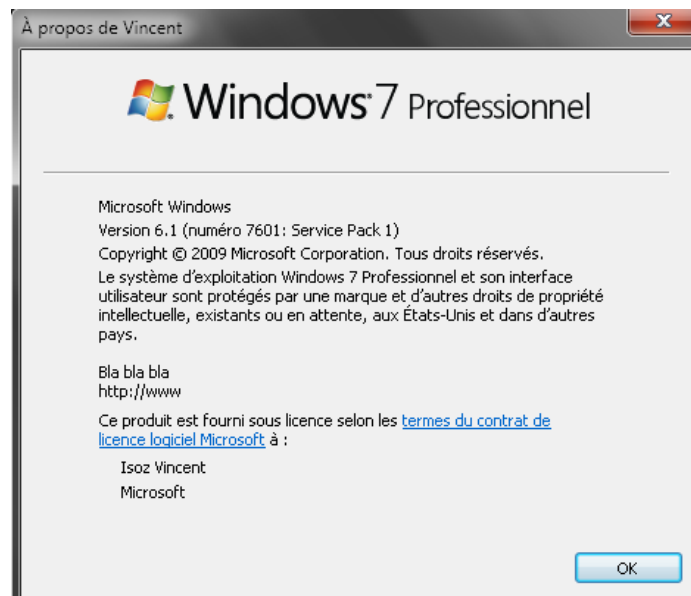 À propos de Vincent
Windows 7 Professionnel
Microsoft Windows
Version 6.1 (numéro 7601: Service Pack 1)
Copyright © 2009 Microsoft Corporation. Tous droits réservés.
Le système d'exploitation Windows 7 Professionnel et son interface
utilisateur sont protégés par une marque et d'autres droits de propriété
intellectuelle, existants ou en attente, aux États-Unis et dans d'autres
pays.
Bla bla bla
http://www
Ce produit est fourni sous licence selon les termes du contrat de
licence logiciel Microsoft à :
Isoz Vincent
Microsoft
OK